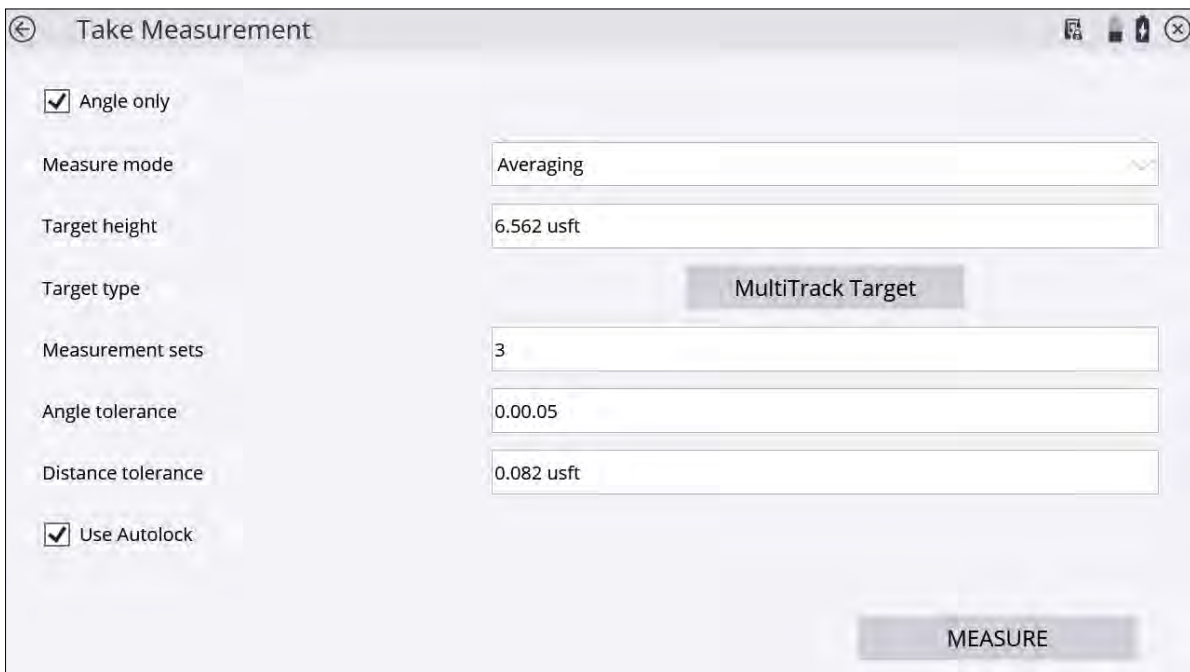 Take Measurement
Angle only
Measure mode Averaging
Target height 6.562 usft
Target type MultiTrack Target
Measurement sets 3
Angle tolerance 0.00.05
Distance tolerance 0.082 usft
Use Autolock
MEASURE